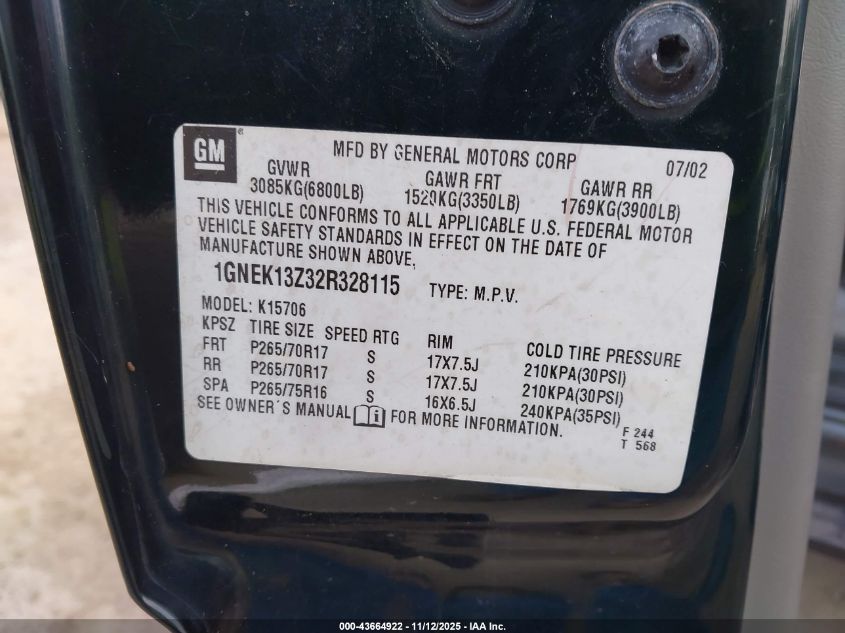 GM
MFD BY GENERAL MOTORS CORP 07/02
GVWR GAWR FRT GAWR RR
3085KG(6800LB) 1520KG(3350LB) 1769KG(3900LB)
THIS VEHICLE CONFORMS TO ALL APPLICABLE U.S. FEDERAL MOTOR
VEHICLE SAFETY STANDARDS IN EFFECT ON THE DATE OF
MANUFACTURE SHOWN ABOVE,
1GNEK13Z32R328115 TYPE: M.P.V.
MODEL: K15706
KPSZ TIRE SIZE SPEED RTG RIM COLD TIRE PRESSURE
FRT P265/70R17 S 17X7.5J 210KPA(30PSI)
RR P265/70R17 S 17X7.5J 210KPA(30PSI)
SPA P265/75R16 S 16X6.5J 240KPA(35PSI)
SEE OWNER'S MANUAL FOR MORE INFORMATION.
F 244
T 568
000-43664922 - 11/12/2025 - IAA Inc.